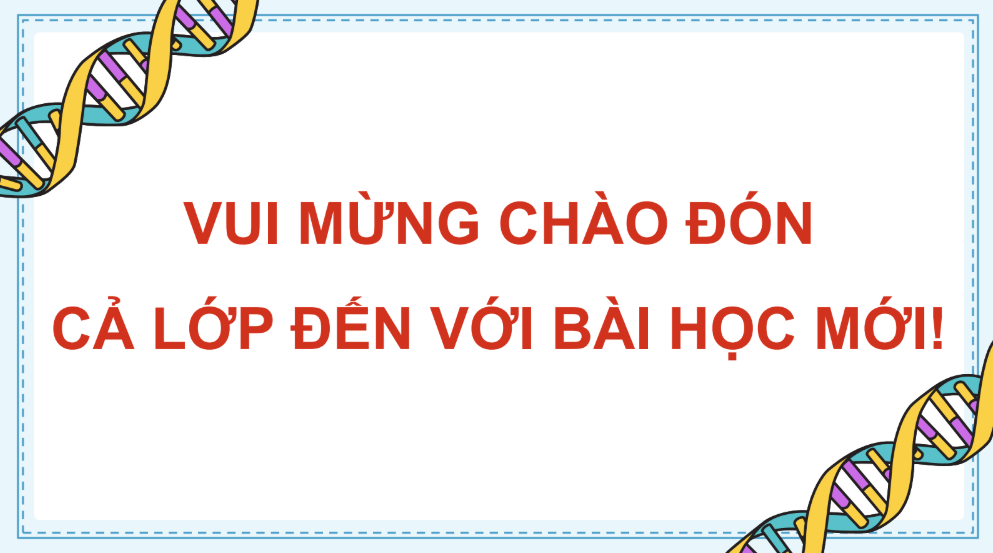 VUI MỪNG CHÀO ĐÓN
CẢ LỚP ĐẾN VỚI BÀI HỌC MỚI!